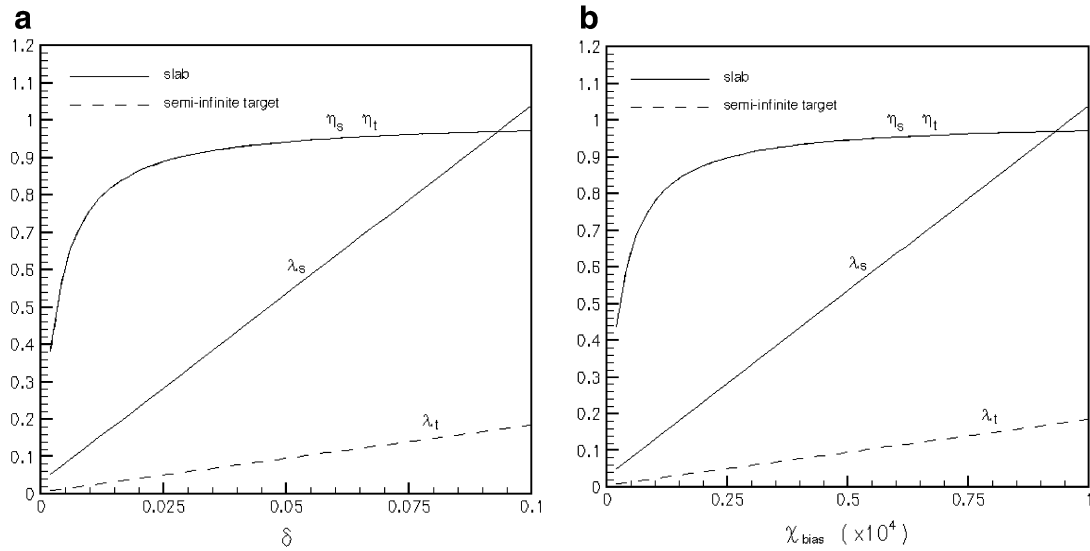 a
1.2
1.1
1
0.9
0.8
0.7
0.6
0.5
0.4
0.3
0.2
0.1
0
slab
semi-infinite target
ηs ηt
λs
λt
0 0.025 0.05 0.075 0.1
δ
b
1.2
1.1
1
0.9
0.8
0.7
0.6
0.5
0.4
0.3
0.2
0.1
0
slab
semi-infinite target
ηs ηt
λs
λt
0 0.25 0.5 0.75 1
χbias (×10⁴)